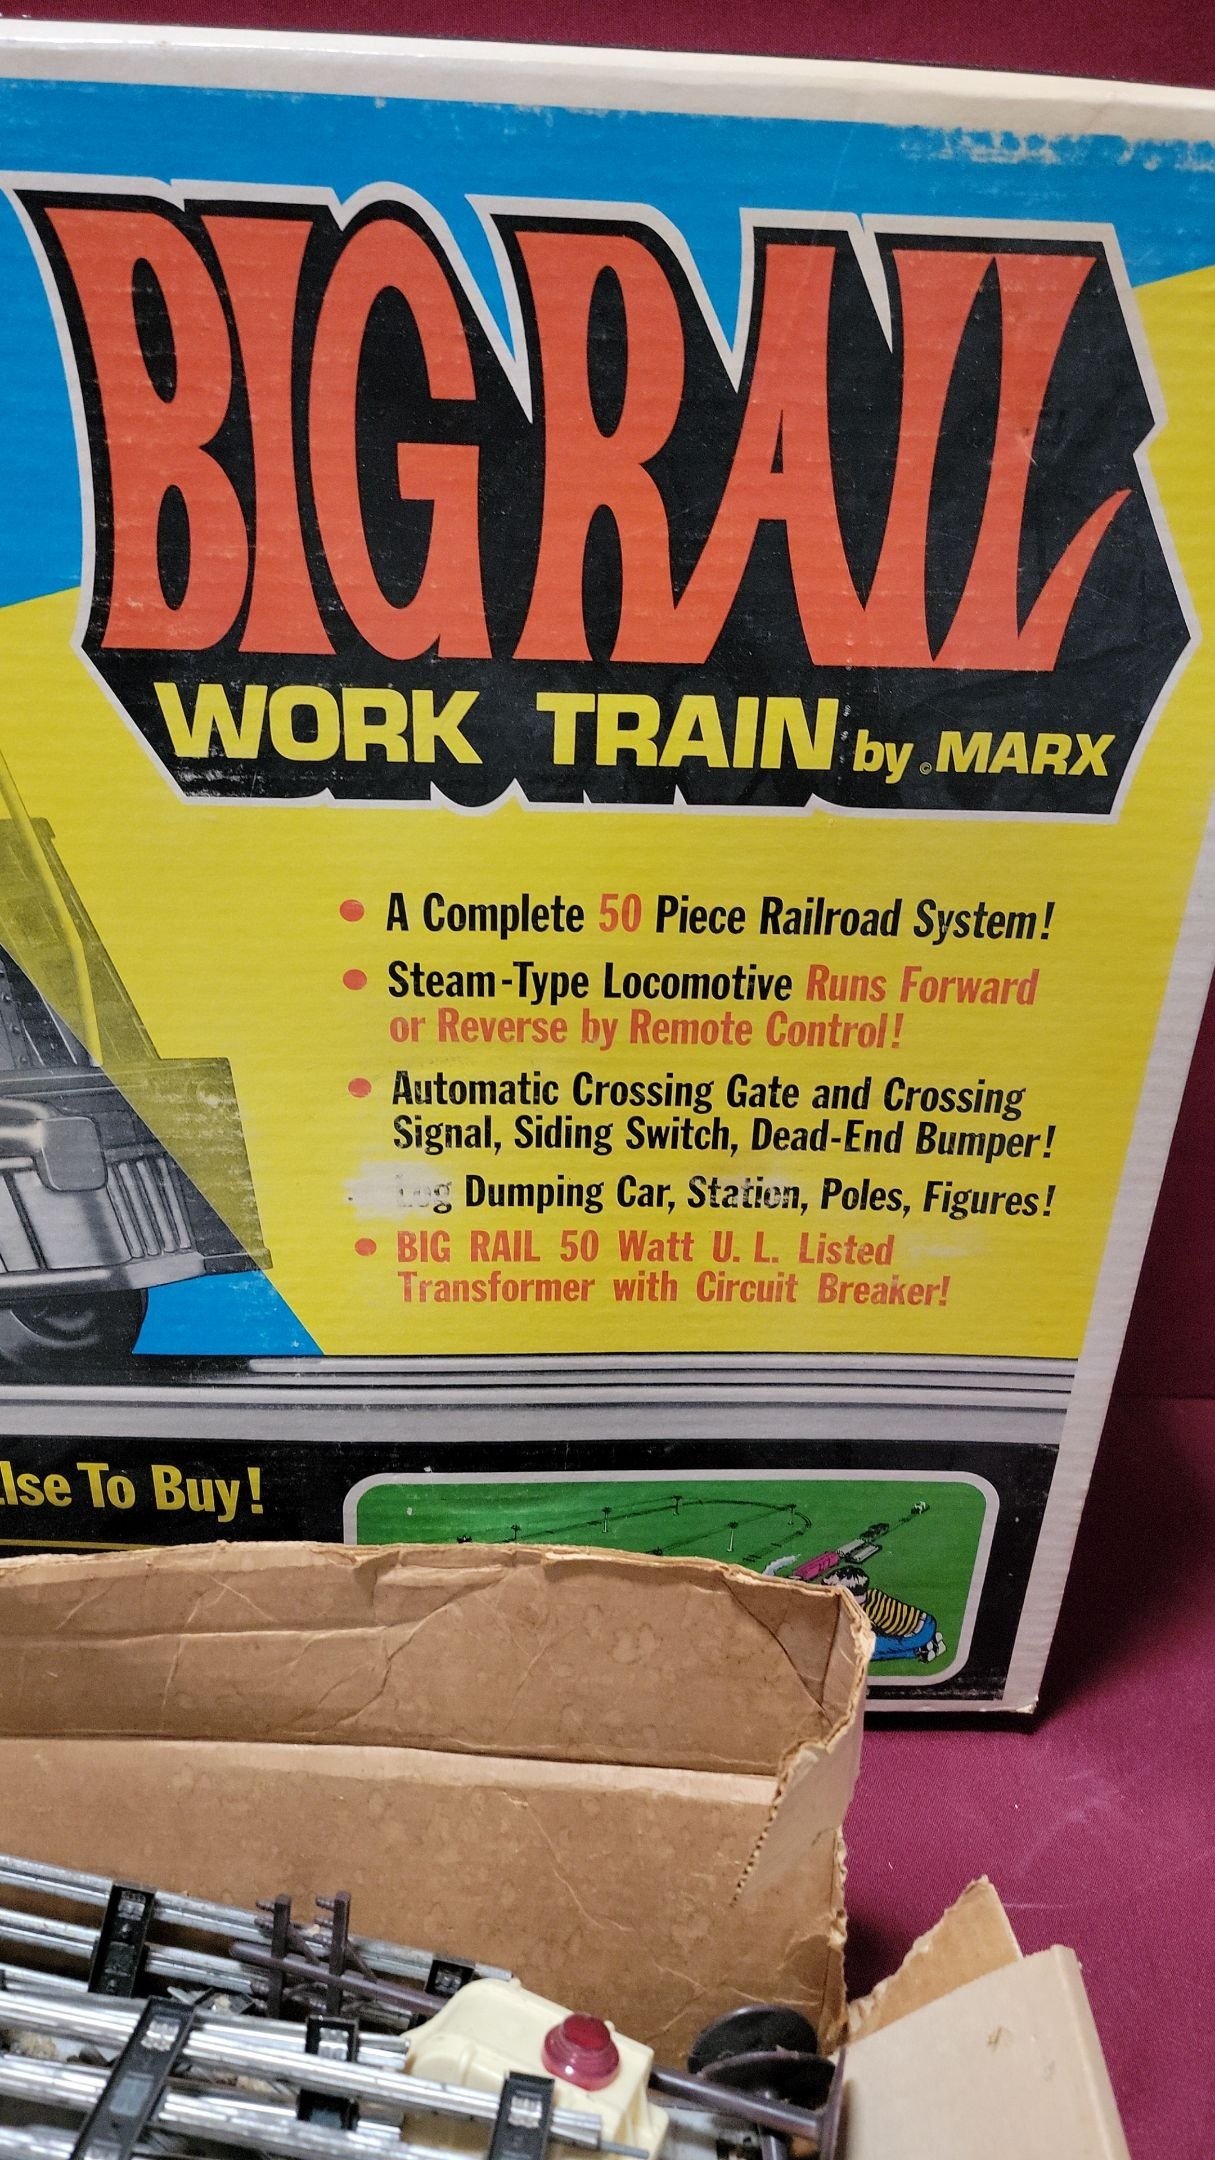 BIG RAIL
WORK TRAIN by © MARX
• A Complete 50 Piece Railroad System!
• Steam-Type Locomotive Runs Forward
or Reverse by Remote Control!
• Automatic Crossing Gate and Crossing
Signal, Siding Switch, Dead-End Bumper!
Log Dumping Car, Station, Poles, Figures!
• BIG RAIL 50 Watt U. L. Listed
Transformer with Circuit Breaker!
To Buy!